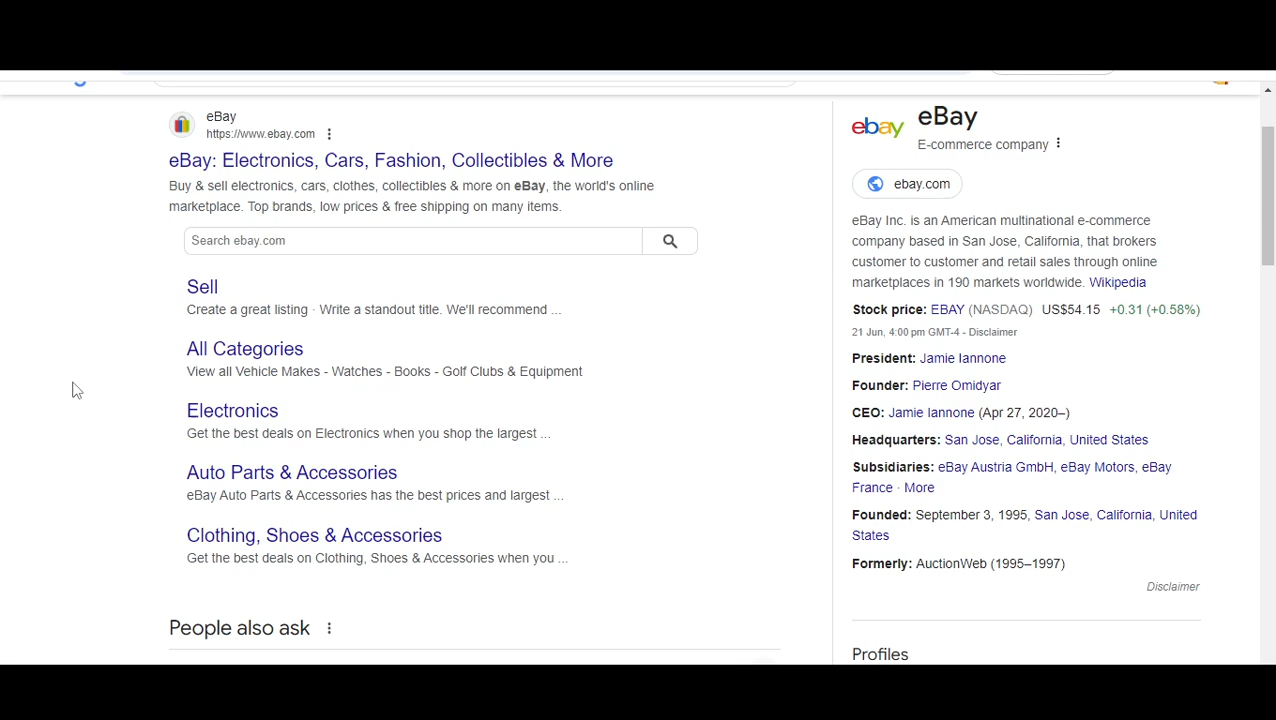 eBay
https://www.ebay.com
eBay: Electronics, Cars, Fashion, Collectibles & More
Buy & sell electronics, cars, clothes, collectibles & more on eBay, the world's online
marketplace. Top brands, low prices & free shipping on many items.
Search ebay.com
Sell
Create a great listing · Write a standout title. We'll recommend ...
All Categories
View all Vehicle Makes - Watches - Books - Golf Clubs & Equipment
Electronics
Get the best deals on Electronics when you shop the largest ...
Auto Parts & Accessories
eBay Auto Parts & Accessories has the best prices and largest ...
Clothing, Shoes & Accessories
Get the best deals on Clothing, Shoes & Accessories when you ...
People also ask
ebay
eBay
E-commerce company
ebay.com
eBay Inc. is an American multinational e-commerce
company based in San Jose, California, that brokers
customer to customer and retail sales through online
marketplaces in 190 markets worldwide. Wikipedia
Stock price: EBAY (NASDAQ) US$54.15 +0.31 (+0.58%)
21 Jun, 4:00 pm GMT-4 - Disclaimer
President: Jamie Iannone
Founder: Pierre Omidyar
CEO: Jamie Iannone (Apr 27, 2020–)
Headquarters: San Jose, California, United States
Subsidiaries: eBay Austria GmbH, eBay Motors, eBay
France · More
Founded: September 3, 1995, San Jose, California, United
States
Formerly: AuctionWeb (1995–1997)
Disclaimer
Profiles